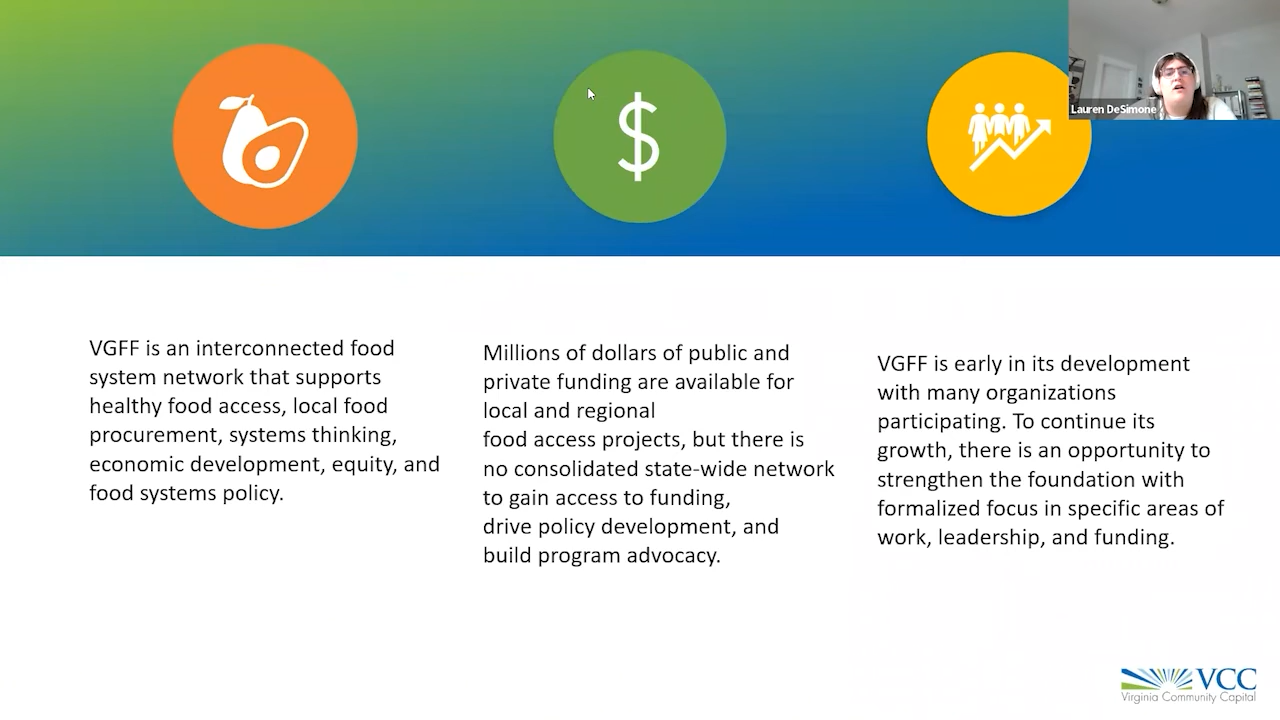 Lauren DeSimone
$
VGFF is an interconnected food
system network that supports
healthy food access, local food
procurement, systems thinking,
economic development, equity, and
food systems policy.
Millions of dollars of public and
private funding are available for
local and regional
food access projects, but there is
no consolidated state-wide network
to gain access to funding,
drive policy development, and
build program advocacy.
VGFF is early in its development
with many organizations
participating. To continue its
growth, there is an opportunity to
strengthen the foundation with
formalized focus in specific areas of
work, leadership, and funding.
VCC
Virginia Community Capital